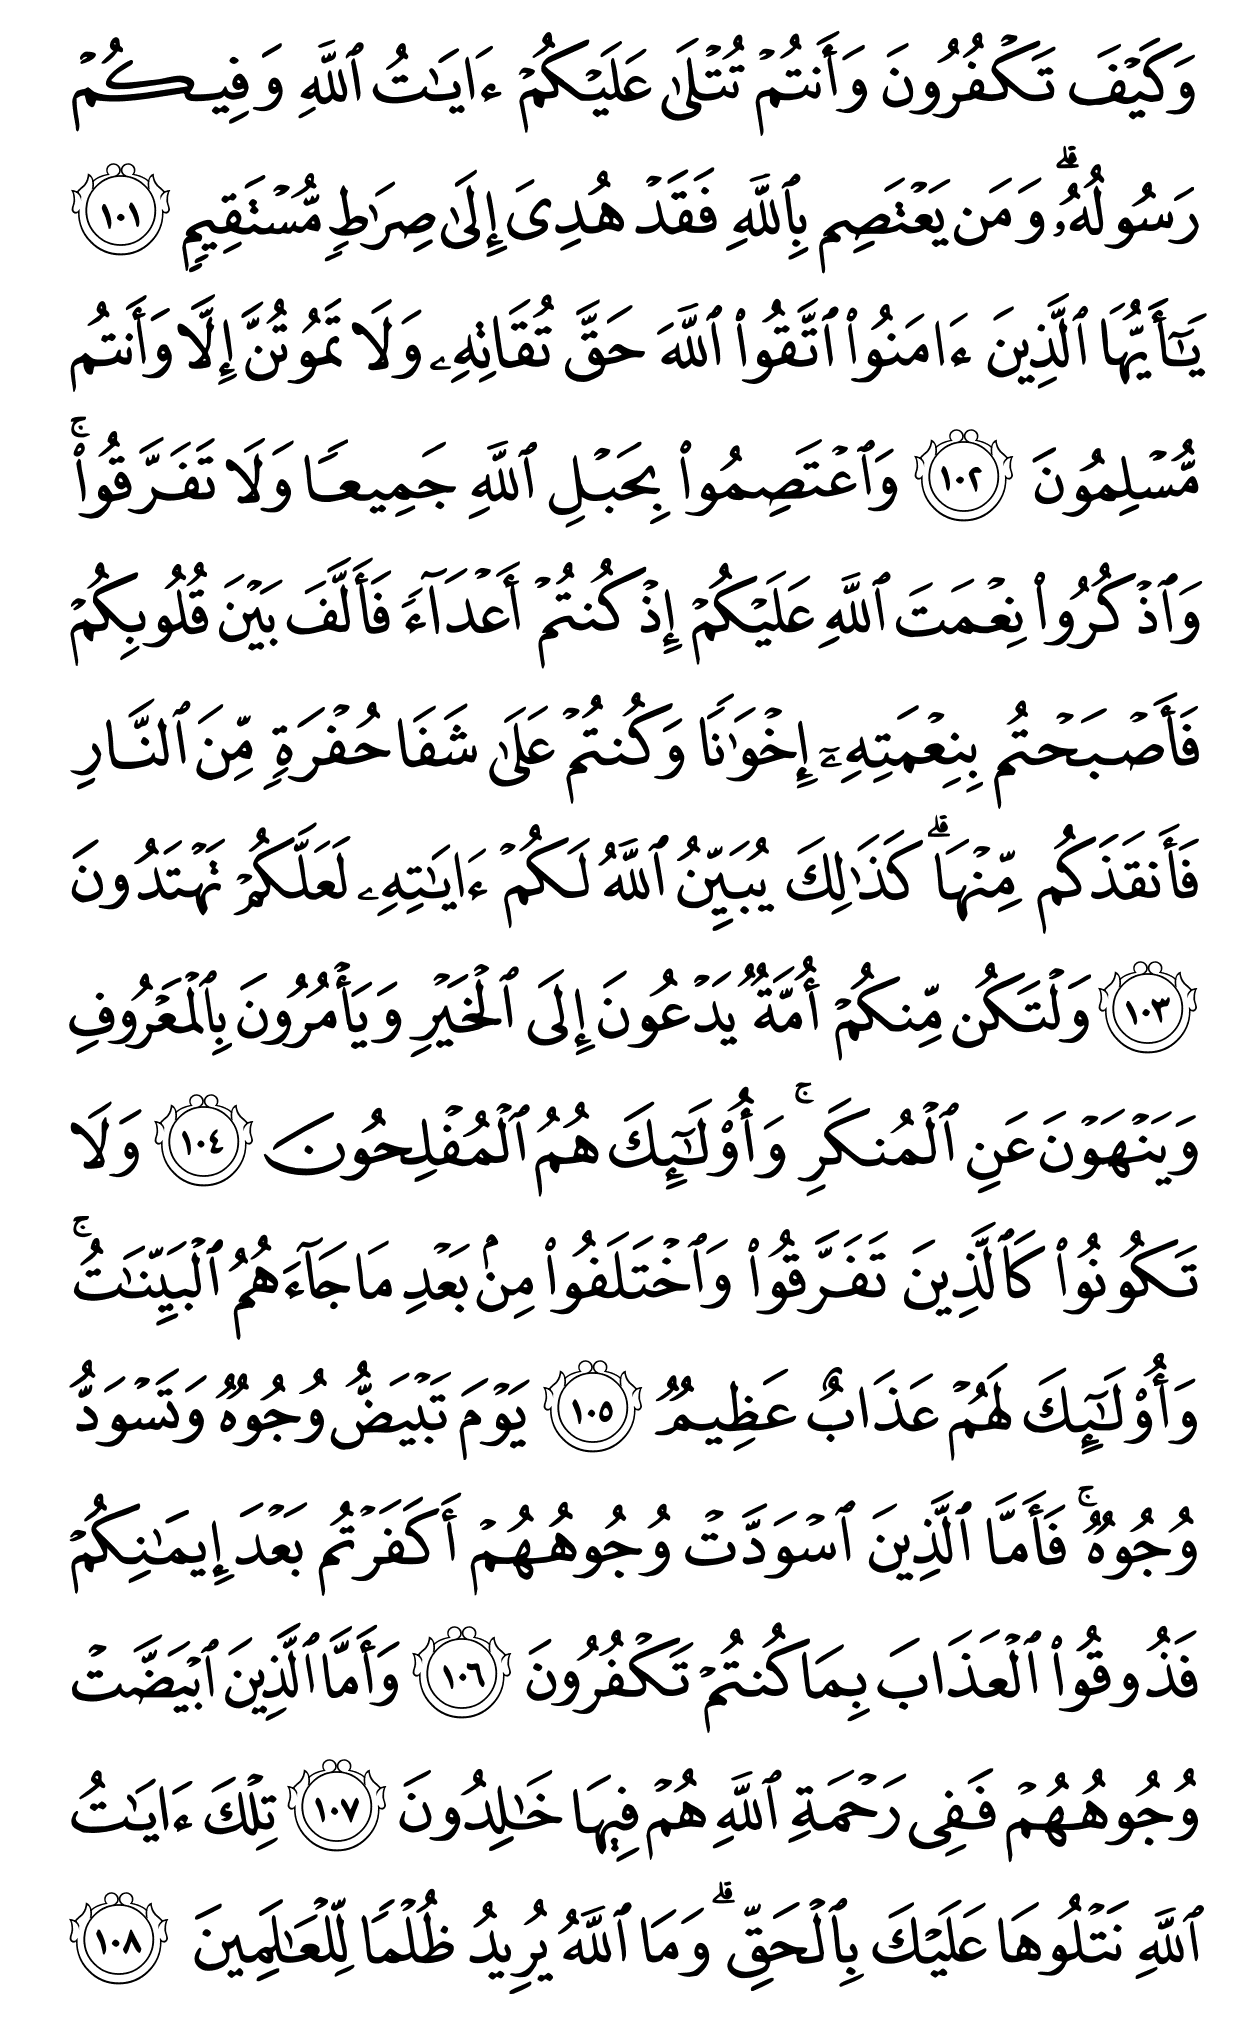 وَكَيۡفَ تَكۡفُرُونَ وَأَنتُمۡ تُتۡلَىٰ عَلَيۡكُمۡ ءَايَٰتُ ٱللَّهِ وَفِيكُمۡ
رَسُولُهُۥۗ وَمَن يَعۡتَصِم بِٱللَّهِ فَقَدۡ هُدِيَ إِلَىٰ صِرَٰطٖ مُّسۡتَقِيمٖ ١٠١
يَٰٓأَيُّهَا ٱلَّذِينَ ءَامَنُواْ ٱتَّقُواْ ٱللَّهَ حَقَّ تُقَاتِهِۦ وَلَا تَمُوتُنَّ إِلَّا وَأَنتُم
مُّسۡلِمُونَ ١٠٢ وَٱعۡتَصِمُواْ بِحَبۡلِ ٱللَّهِ جَمِيعٗا وَلَا تَفَرَّقُواْۚ
وَٱذۡكُرُواْ نِعۡمَتَ ٱللَّهِ عَلَيۡكُمۡ إِذۡ كُنتُمۡ أَعۡدَآءٗ فَأَلَّفَ بَيۡنَ قُلُوبِكُمۡ
فَأَصۡبَحۡتُم بِنِعۡمَتِهِۦٓ إِخۡوَٰنٗا وَكُنتُمۡ عَلَىٰ شَفَا حُفۡرَةٖ مِّنَ ٱلنَّارِ
فَأَنقَذَكُم مِّنۡهَاۗ كَذَٰلِكَ يُبَيِّنُ ٱللَّهُ لَكُمۡ ءَايَٰتِهِۦ لَعَلَّكُمۡ تَهۡتَدُونَ
١٠٣ وَلۡتَكُن مِّنكُمۡ أُمَّةٞ يَدۡعُونَ إِلَى ٱلۡخَيۡرِ وَيَأۡمُرُونَ بِٱلۡمَعۡرُوفِ
وَيَنۡهَوۡنَ عَنِ ٱلۡمُنكَرِۚ وَأُوْلَٰٓئِكَ هُمُ ٱلۡمُفۡلِحُونَ ١٠٤ وَلَا
تَكُونُواْ كَٱلَّذِينَ تَفَرَّقُواْ وَٱخۡتَلَفُواْ مِنۢ بَعۡدِ مَا جَآءَهُمُ ٱلۡبَيِّنَٰتُۚ
وَأُوْلَٰٓئِكَ لَهُمۡ عَذَابٌ عَظِيمٞ ١٠٥ يَوۡمَ تَبۡيَضُّ وُجُوهٞ وَتَسۡوَدُّ
وُجُوهٞۚ فَأَمَّا ٱلَّذِينَ ٱسۡوَدَّتۡ وُجُوهُهُمۡ أَكَفَرۡتُم بَعۡدَ إِيمَٰنِكُمۡ
فَذُوقُواْ ٱلۡعَذَابَ بِمَا كُنتُمۡ تَكۡفُرُونَ ١٠٦ وَأَمَّا ٱلَّذِينَ ٱبۡيَضَّتۡ
وُجُوهُهُمۡ فَفِي رَحۡمَةِ ٱللَّهِ هُمۡ فِيهَا خَٰلِدُونَ ١٠٧ تِلۡكَ ءَايَٰتُ
ٱللَّهِ نَتۡلُوهَا عَلَيۡكَ بِٱلۡحَقِّۗ وَمَا ٱللَّهُ يُرِيدُ ظُلۡمٗا لِّلۡعَٰلَمِينَ ١٠٨